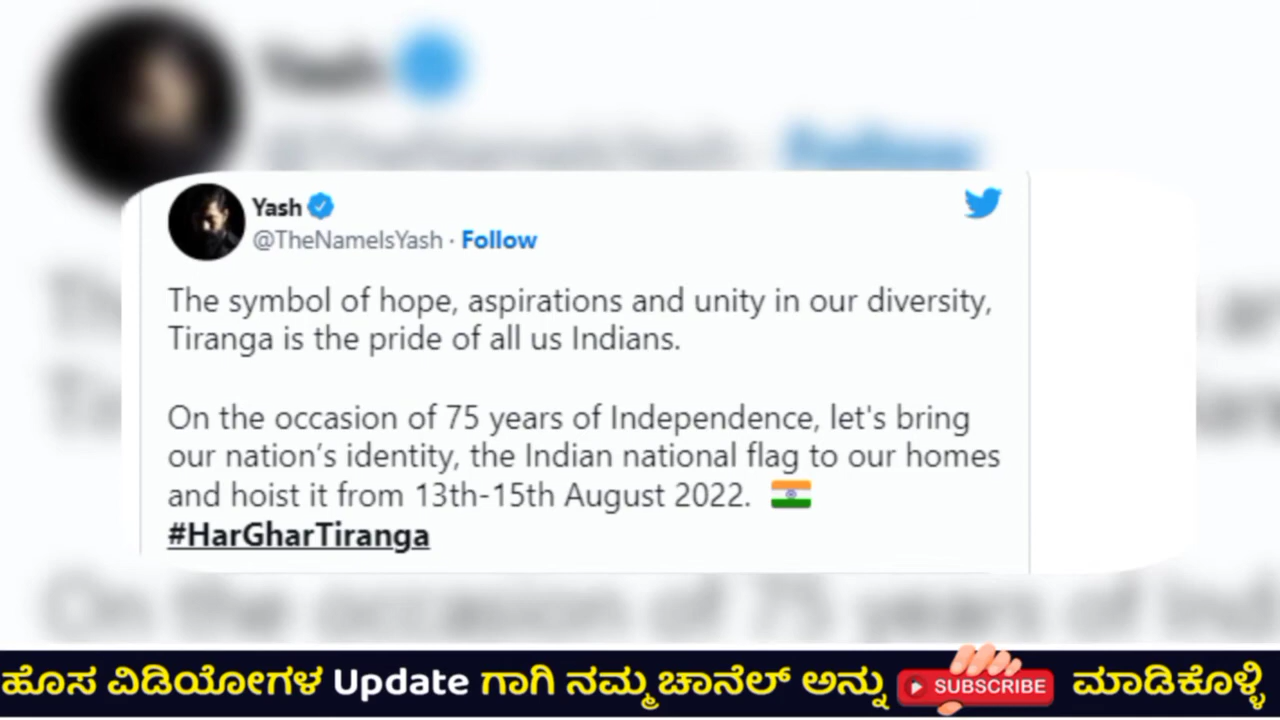 Yash
@TheNameIsYash · Follow
The symbol of hope, aspirations and unity in our diversity,
Tiranga is the pride of all us Indians.
On the occasion of 75 years of Independence, let's bring
our nation’s identity, the Indian national flag to our homes
and hoist it from 13th-15th August 2022. 🇮🇳
#HarGharTiranga
ಹೊಸ ವಿಡಿಯೋಗಳ Update ಗಾಗಿ ನಮ್ಮ ಚಾನೆಲ್ ಅನ್ನು SUBSCRIBE ಮಾಡಿಕೊಳ್ಳಿ